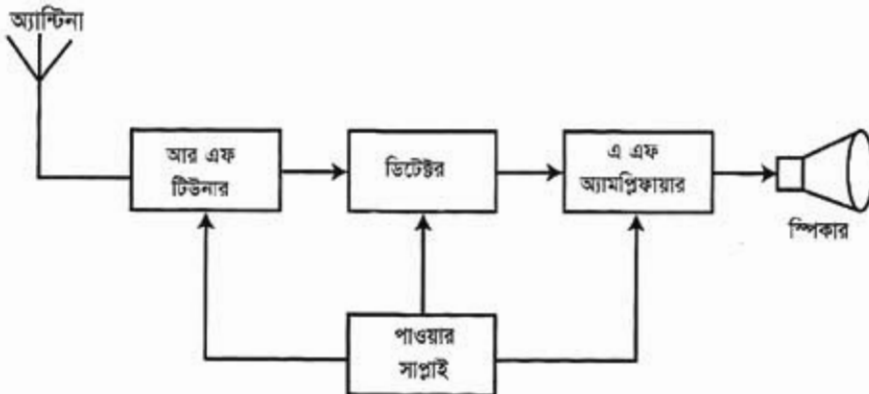 অ্যান্টিনা
আর এফ
টিউনার
ডিটেক্টর
এ এফ
অ্যামপ্লিফায়ার
স্পিকার
পাওয়ার
সাপ্লাই